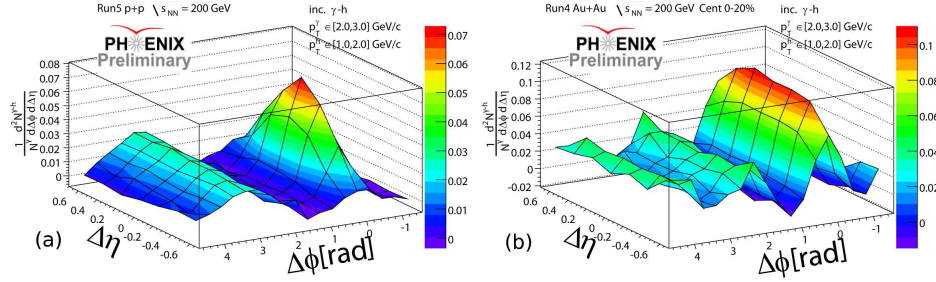 Run5 p+p √sNN = 200 GeV
inc. γ-h
pTγ ∈[2.0,3.0] GeV/c
pTh ∈[1.0,2.0] GeV/c
PHENIX
Preliminary
1/Nγ d²Nγ-h/dΔφ dΔη
0.08
0.07
0.06
0.05
0.04
0.03
0.02
0.01
0
0.6
0.4
0.2
0
-0.2
-0.4
-0.6
Δη
4
3
2
1
0
-1
Δϕ[rad]
(a)
0.07
0.06
0.05
0.04
0.03
0.02
0.01
0
Run4 Au+Au √sNN = 200 GeV Cent 0-20%
inc. γ-h
pTγ ∈[2.0,3.0] GeV/c
pTh ∈[1.0,2.0] GeV/c
PHENIX
Preliminary
1/Nγ d²Nγ-h/dΔφ dΔη
0.12
0.1
0.08
0.06
0.04
0.02
0
-0.02
0.6
0.4
0.2
0
-0.2
-0.4
-0.6
Δη
4
3
2
1
0
-1
Δϕ[rad]
(b)
0.1
0.08
0.06
0.04
0.02
0